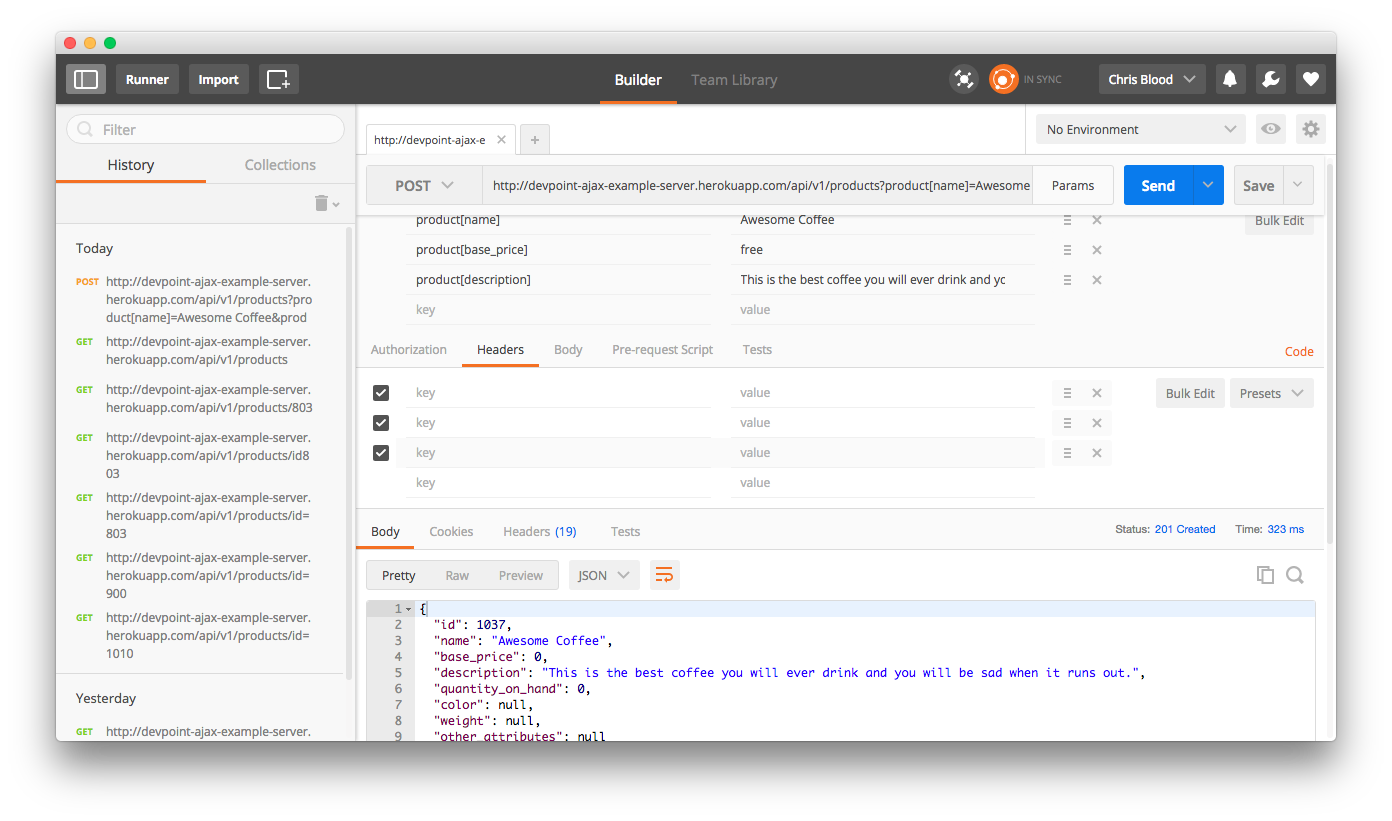 Runner Import Builder Team Library IN SYNC Chris Blood
Filter
History Collections
Today
POST http://devpoint-ajax-example-server.
herokuapp.com/api/v1/products?pro
duct[name]=Awesome Coffee&prod
GET http://devpoint-ajax-example-server.
herokuapp.com/api/v1/products
GET http://devpoint-ajax-example-server.
herokuapp.com/api/v1/products/803
GET http://devpoint-ajax-example-server.
herokuapp.com/api/v1/products/id8
03
GET http://devpoint-ajax-example-server.
herokuapp.com/api/v1/products/id=
803
GET http://devpoint-ajax-example-server.
herokuapp.com/api/v1/products/id=
900
GET http://devpoint-ajax-example-server.
herokuapp.com/api/v1/products/id=
1010
Yesterday
GET http://devpoint-ajax-example-server.
http://devpoint-ajax-e No Environment
POST http://devpoint-ajax-example-server.herokuapp.com/api/v1/products?product[name]=Awesome Params Send Save
product[name] Awesome Coffee Bulk Edit
product[base_price] free
product[description] This is the best coffee you will ever drink and yo
key value
Authorization Headers Body Pre-request Script Tests Code
key value Bulk Edit Presets
key value
key value
key value
Body Cookies Headers (19) Tests Status: 201 Created Time: 323 ms
Pretty Raw Preview JSON
1 {
2 "id": 1037,
3 "name": "Awesome Coffee",
4 "base_price": 0,
5 "description": "This is the best coffee you will ever drink and you will be sad when it runs out.",
6 "quantity_on_hand": 0,
7 "color": null,
8 "weight": null,
9 "other_attributes": null